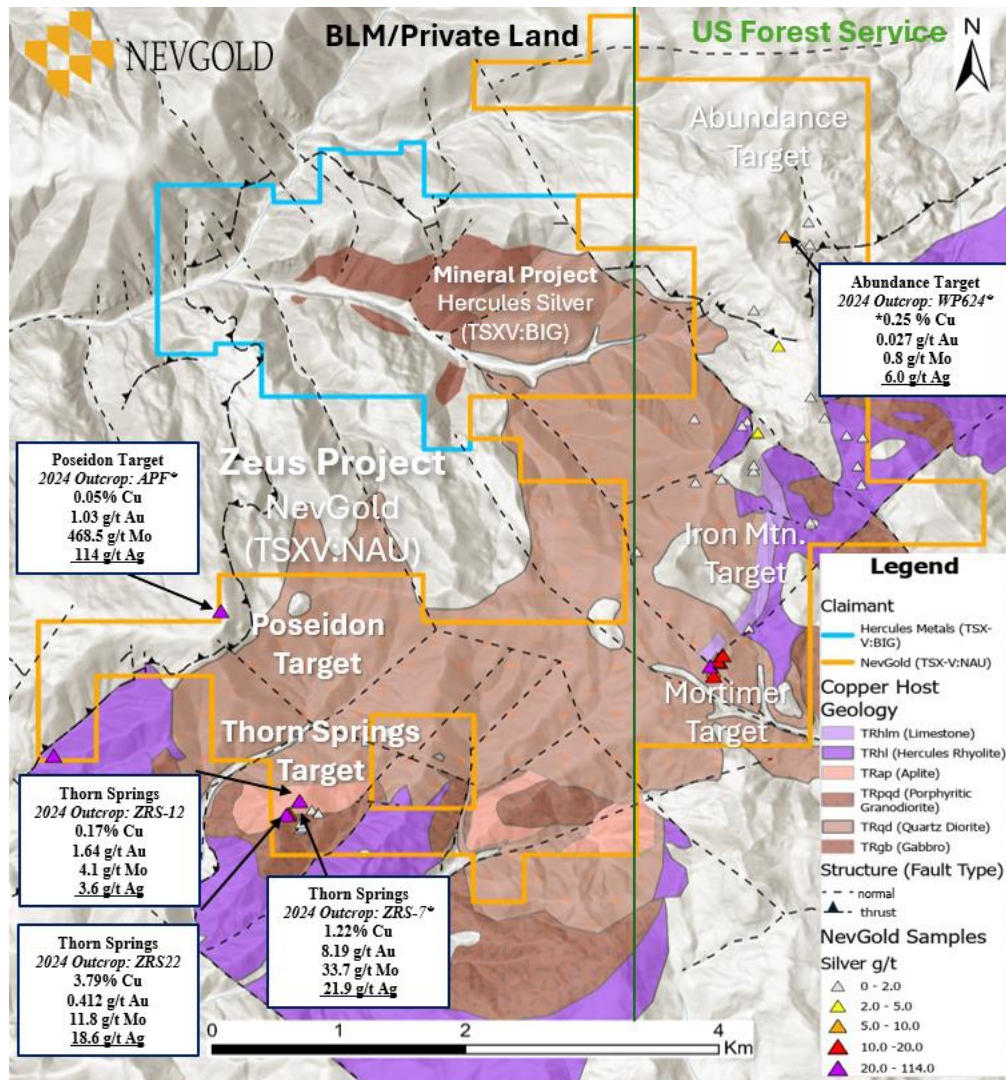 NEVGOLD
BLM/Private Land
US Forest Service
N
Abundance
Target
Mineral Project
Hercules Silver
(TSXV:BIG)
Abundance Target
2024 Outcrop: WP624*
*0.25 % Cu
0.027 g/t Au
0.8 g/t Mo
6.0 g/t Ag
Poseidon Target
2024 Outcrop: APF*
0.05% Cu
1.03 g/t Au
468.5 g/t Mo
114 g/t Ag
Zeus Project
NevGold
(TSXV:NAU)
Iron Mtn.
Target
Poseidon
Target
Mortimer
Target
Thorn Springs
Target
Thorn Springs
2024 Outcrop: ZRS-12
0.17% Cu
1.64 g/t Au
4.1 g/t Mo
3.6 g/t Ag
Thorn Springs
2024 Outcrop: ZRS-7*
1.22% Cu
8.19 g/t Au
33.7 g/t Mo
21.9 g/t Ag
Thorn Springs
2024 Outcrop: ZRS22
3.79% Cu
0.412 g/t Au
11.8 g/t Mo
18.6 g/t Ag
0 1 2 4
Km
Legend
Claimant
Hercules Metals (TSX-
V:BIG)
NevGold (TSX-V:NAU)
Copper Host
Geology
TRhlm (Limestone)
TRhl (Hercules Rhyolite)
TRap (Aplite)
TRpqd (Porphyritic
Granodiorite)
TRqd (Quartz Diorite)
TRgb (Gabbro)
Structure (Fault Type)
normal
thrust
NevGold Samples
Silver g/t
0 - 2.0
2.0 - 5.0
5.0 - 10.0
10.0 -20.0
20.0 - 114.0